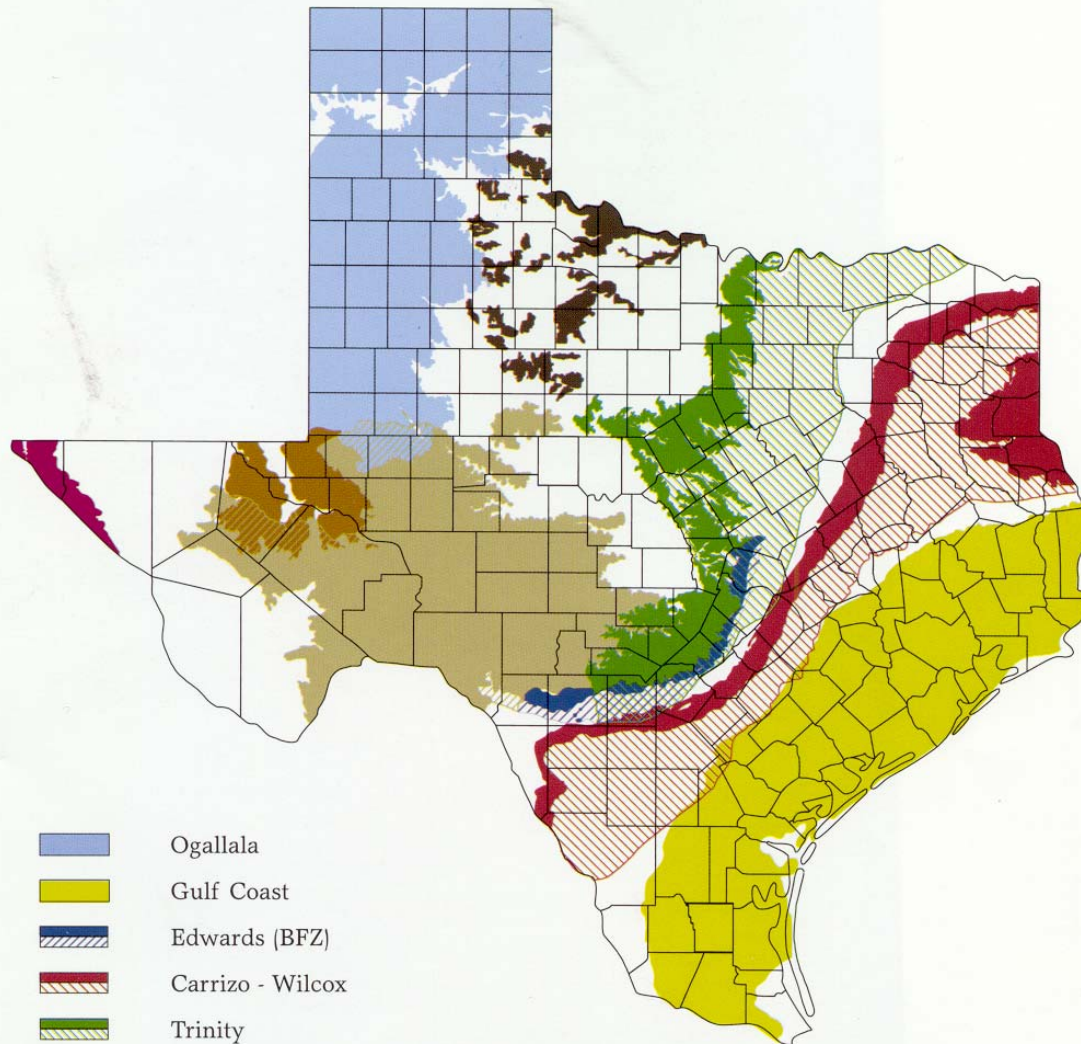 Ogallala
Gulf Coast
Edwards (BFZ)
Carrizo - Wilcox
Trinity